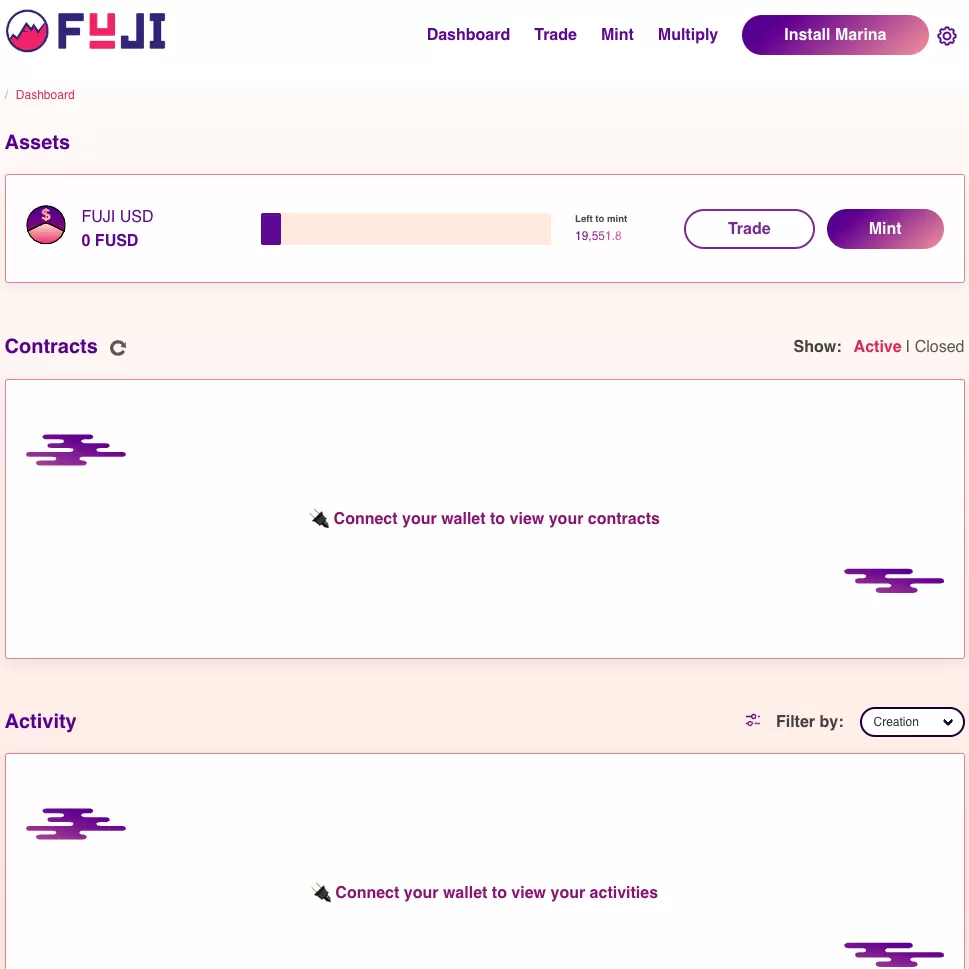 FUJI
Dashboard Trade Mint Multiply Install Marina
/ Dashboard
Assets
$
FUJI USD
0 FUSD
Left to mint
19,551.8
Trade
Mint
Contracts
Show: Active | Closed
Connect your wallet to view your contracts
Activity
Filter by: Creation
Connect your wallet to view your activities